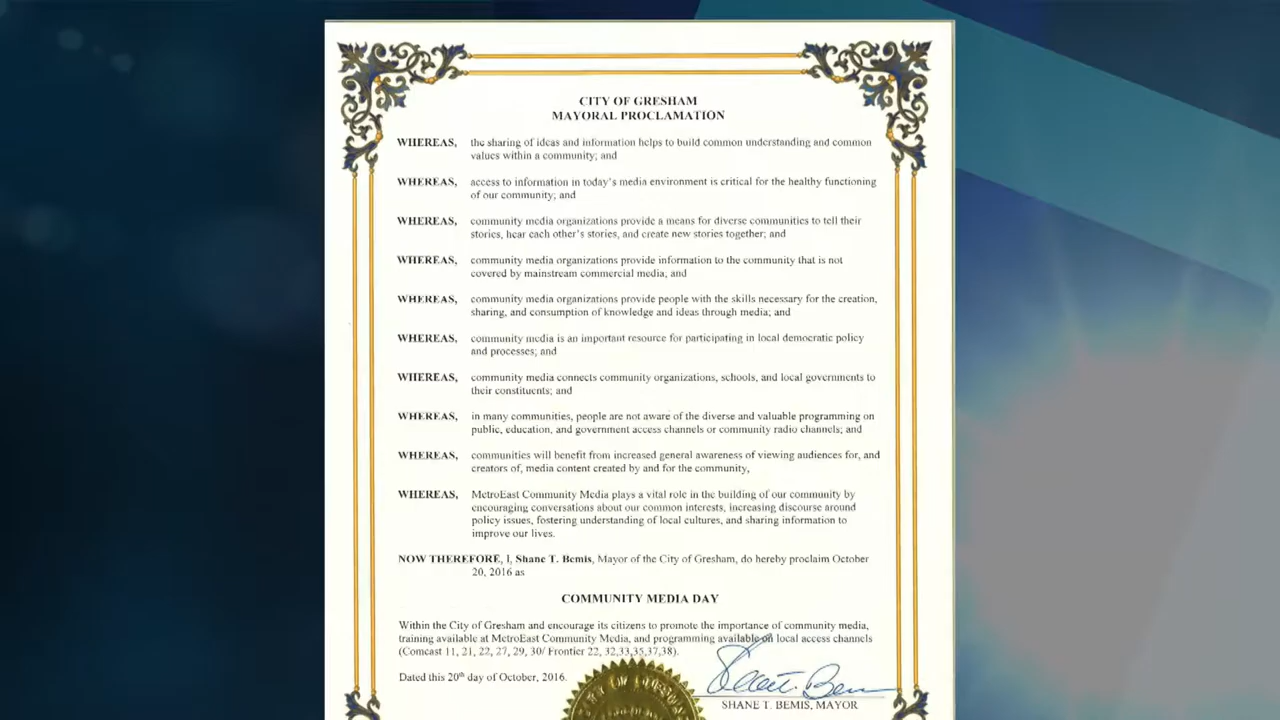 CITY OF GRESHAM
MAYORAL PROCLAMATION
WHEREAS, the sharing of ideas and information helps to build common understanding and common
values within a community; and
WHEREAS, access to information in today's media environment is critical for the healthy functioning
of our community; and
WHEREAS, community media organizations provide a means for diverse communities to tell their
stories, hear each other's stories, and create new stories together; and
WHEREAS, community media organizations provide information to the community that is not
covered by mainstream commercial media; and
WHEREAS, community media organizations provide people with the skills necessary for the creation,
sharing, and consumption of knowledge and ideas through media; and
WHEREAS, community media is an important resource for participating in local democratic policy
and processes; and
WHEREAS, community media connects community organizations, schools, and local governments to
their constituents; and
WHEREAS, in many communities, people are not aware of the diverse and valuable programming on
public, education, and government access channels or community radio channels; and
WHEREAS, communities will benefit from increased general awareness of viewing audiences for, and
creators of, media content created by and for the community,
WHEREAS, MetroEast Community Media plays a vital role in the building of our community by
encouraging conversations about our common interests, increasing discourse around
policy issues, fostering understanding of local cultures, and sharing information to
improve our lives.
NOW THEREFORE, I, Shane T. Bemis, Mayor of the City of Gresham, do hereby proclaim October
20, 2016 as
COMMUNITY MEDIA DAY
Within the City of Gresham and encourage its citizens to promote the importance of community media,
training available at MetroEast Community Media, and programming available on local access channels
(Comcast 11, 21, 22, 27, 29, 30/ Frontier 22, 32,33,35,37,38).
Dated this 20th day of October, 2016.
SHANE T. BEMIS, MAYOR